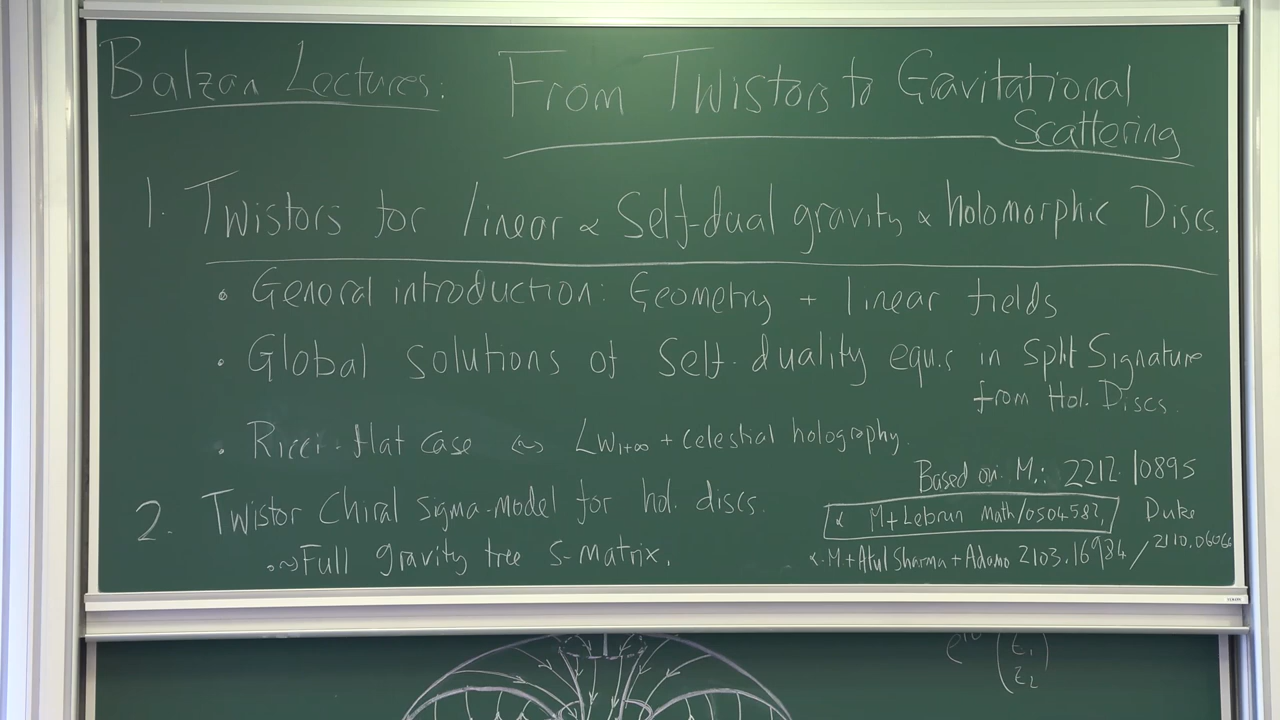 Balzan Lectures: From Twistors to Gravitational
Scattering
1. Twistors for linear & Self-dual gravity & holomorphic Discs.
• General introduction: Geometry + linear fields
• Global solutions of Self-duality equ.s in Split Signature
from Hol. Discs.
• Ricci-flat case ↭ LW1+∞ + celestial holography.
Based on M.: 2212.10895
2. Twistor Chiral sigma-model for hol. discs.
& M+Lebrun Math/0504582, Duke
• ⇝ Full gravity tree S-matrix.
&. M+Atul Sharma+Adamo 2103.16984 / 2110.06066